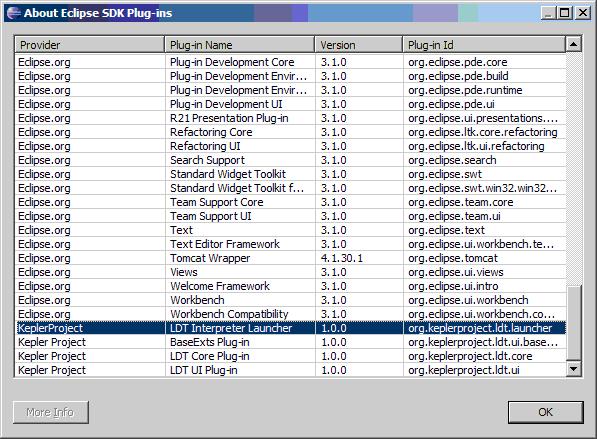 About Eclipse SDK Plug-ins
Provider Plug-in Name Version Plug-in Id
Eclipse.org Plug-in Development Core 3.1.0 org.eclipse.pde.core
Eclipse.org Plug-in Development Envir... 3.1.0 org.eclipse.pde.build
Eclipse.org Plug-in Development Envir... 3.1.0 org.eclipse.pde.runtime
Eclipse.org Plug-in Development UI 3.1.0 org.eclipse.pde.ui
Eclipse.org R21 Presentation Plug-in 3.1.0 org.eclipse.ui.presentations....
Eclipse.org Refactoring Core 3.1.0 org.eclipse.ltk.core.refactoring
Eclipse.org Refactoring UI 3.1.0 org.eclipse.ltk.ui.refactoring
Eclipse.org Search Support 3.1.0 org.eclipse.search
Eclipse.org Standard Widget Toolkit 3.1.0 org.eclipse.swt
Eclipse.org Standard Widget Toolkit f... 3.1.0 org.eclipse.swt.win32.win32...
Eclipse.org Team Support Core 3.1.0 org.eclipse.team.core
Eclipse.org Team Support UI 3.1.0 org.eclipse.team.ui
Eclipse.org Text 3.1.0 org.eclipse.text
Eclipse.org Text Editor Framework 3.1.0 org.eclipse.ui.workbench.te...
Eclipse.org Tomcat Wrapper 4.1.30.1 org.eclipse.tomcat
Eclipse.org Views 3.1.0 org.eclipse.ui.views
Eclipse.org Welcome Framework 3.1.0 org.eclipse.ui.intro
Eclipse.org Workbench 3.1.0 org.eclipse.ui.workbench
Eclipse.org Workbench Compatibility 3.1.0 org.eclipse.ui.workbench.co...
KeplerProject LDT Interpreter Launcher 1.0.0 org.keplerproject.ldt.launcher
Kepler Project BaseExts Plug-in 1.0.0 org.keplerproject.ldt.ui.base...
Kepler Project LDT Core Plug-in 1.0.0 org.keplerproject.ldt.core
Kepler Project LDT UI Plug-in 1.0.0 org.keplerproject.ldt.ui
More Info OK